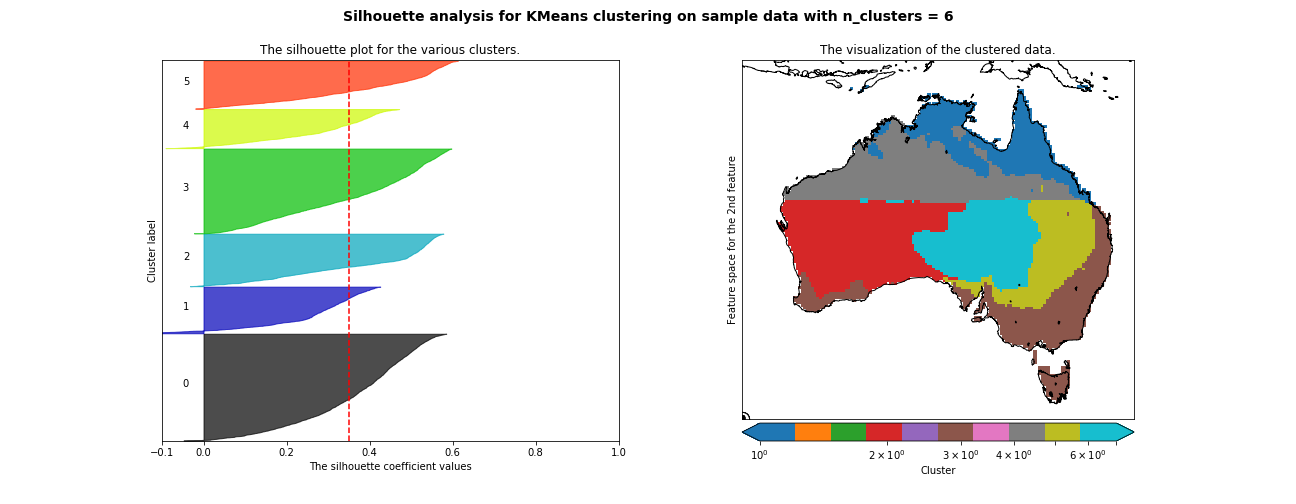 Silhouette analysis for KMeans clustering on sample data with n_clusters = 6
The silhouette plot for the various clusters.
Cluster label
5
4
3
2
1
0
−0.1 0.0 0.2 0.4 0.6 0.8 1.0
The silhouette coefficient values
The visualization of the clustered data.
Feature space for the 2nd feature
10⁰ 2 × 10⁰ 3 × 10⁰ 4 × 10⁰ 6 × 10⁰
Cluster